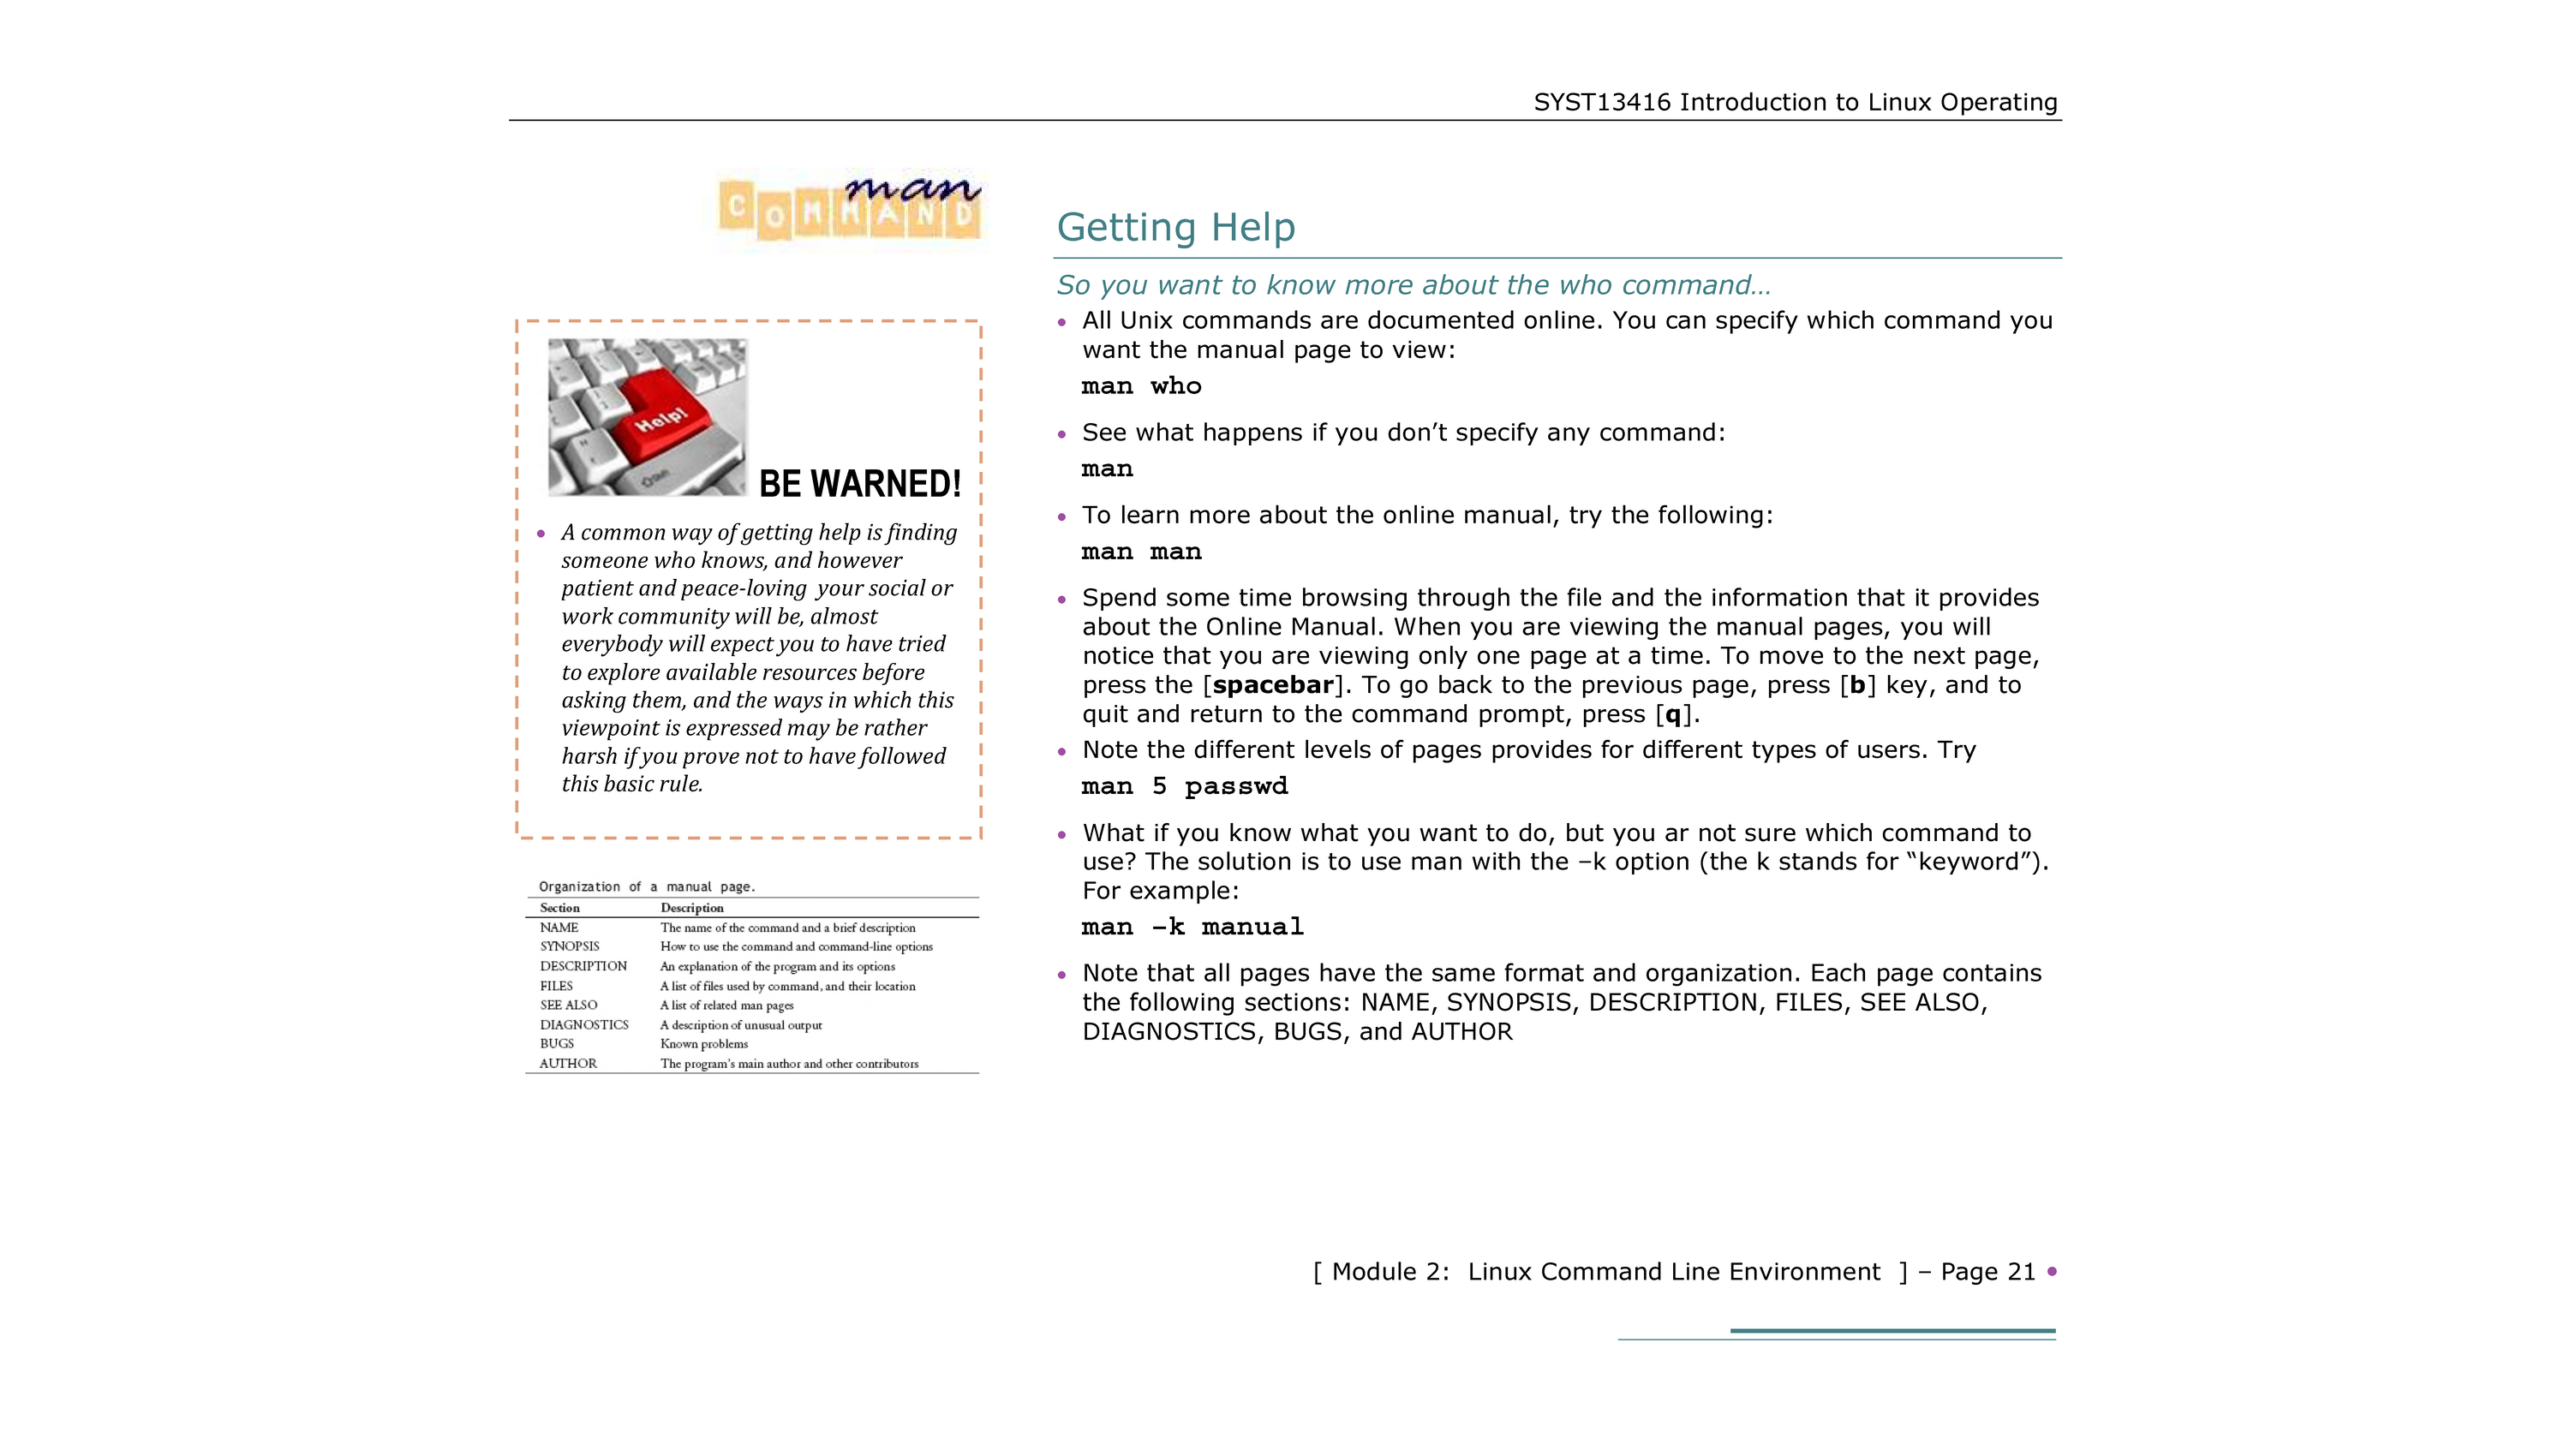 SYST13416 Introduction to Linux Operating
man
COMMAND
BE WARNED!
Help!
• A common way of getting help is finding
someone who knows, and however
patient and peace-loving  your social or
work community will be, almost
everybody will expect you to have tried
to explore available resources before
asking them, and the ways in which this
viewpoint is expressed may be rather
harsh if you prove not to have followed
this basic rule.
Organization of a manual page.
Section Description
NAME The name of the command and a brief description
SYNOPSIS How to use the command and command-line options
DESCRIPTION An explanation of the program and its options
FILES A list of files used by command, and their location
SEE ALSO A list of related man pages
DIAGNOSTICS A description of unusual output
BUGS Known problems
AUTHOR The program's main author and other contributors
Getting Help
So you want to know more about the who command…
• All Unix commands are documented online. You can specify which command you
want the manual page to view:
man who
• See what happens if you don’t specify any command:
man
• To learn more about the online manual, try the following:
man man
• Spend some time browsing through the file and the information that it provides
about the Online Manual. When you are viewing the manual pages, you will
notice that you are viewing only one page at a time. To move to the next page,
press the [spacebar]. To go back to the previous page, press [b] key, and to
quit and return to the command prompt, press [q].
• Note the different levels of pages provides for different types of users. Try
man 5 passwd
• What if you know what you want to do, but you ar not sure which command to
use? The solution is to use man with the –k option (the k stands for “keyword”).
For example:
man –k manual
• Note that all pages have the same format and organization. Each page contains
the following sections: NAME, SYNOPSIS, DESCRIPTION, FILES, SEE ALSO,
DIAGNOSTICS, BUGS, and AUTHOR
[ Module 2:  Linux Command Line Environment  ] – Page 21 •